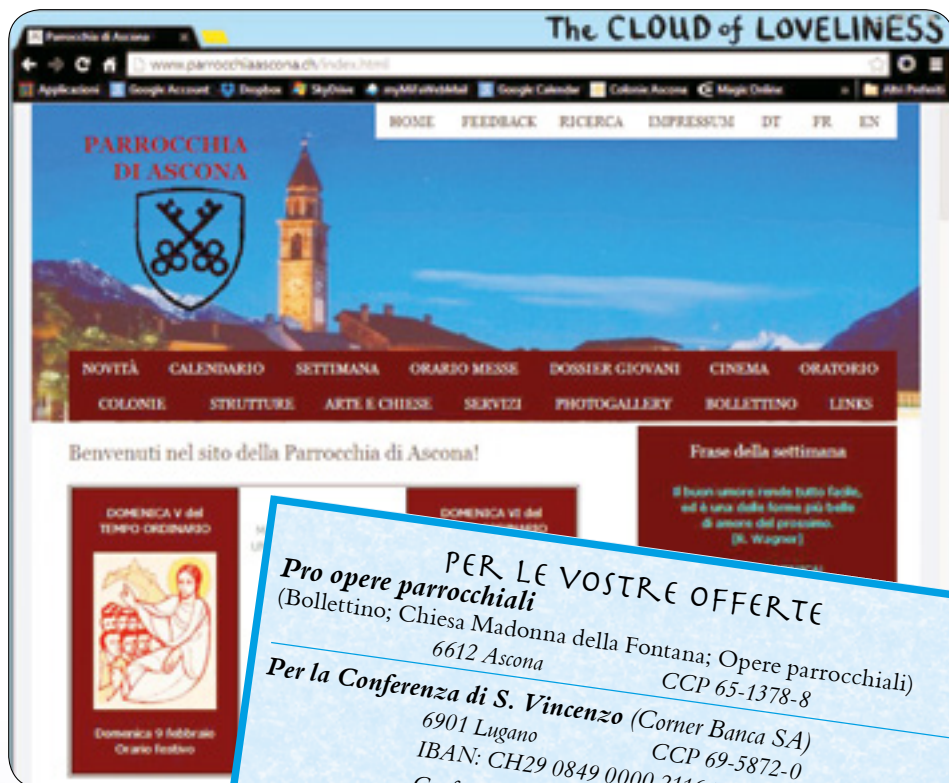 The CLOUD of LOVELINESS
Parrocchia di Ascona
www.parrocchiaascona.ch/index.html
Applicazioni Google Account Dropbox SkyDrive Google Calendar Colonie Ascona Magic Online Altri Preferiti
HOME FEEDBACK RICERCA IMPRESSUM DT FR EN
PARROCCHIA
DI ASCONA
NOVITÀ CALENDARIO SETTIMANA ORARIO MESSE DOSSIER GIOVANI CINEMA ORATORIO
COLONIE STRUTTURE ARTE E CHIESE SERVIZI PHOTOGALLERY BOLLETTINO LINKS
Benvenuti nel sito della Parrocchia di Ascona!
DOMENICA V del
TEMPO ORDINARIO
Domenica 9 febbraio
Orario festivo
DOMENICA VI del
Frase della settimana
Il buon umore rende tutto facile,
ed è una delle forme più belle
di amore del prossimo.
[R. Wagner]
PER LE VOSTRE OFFERTE
Pro opere parrocchiali
(Bollettino; Chiesa Madonna della Fontana; Opere parrocchiali)
6612 Ascona CCP 65-1378-8
Per la Conferenza di S. Vincenzo (Corner Banca SA)
6901 Lugano CCP 69-5872-0
IBAN: CH29 0849 0000